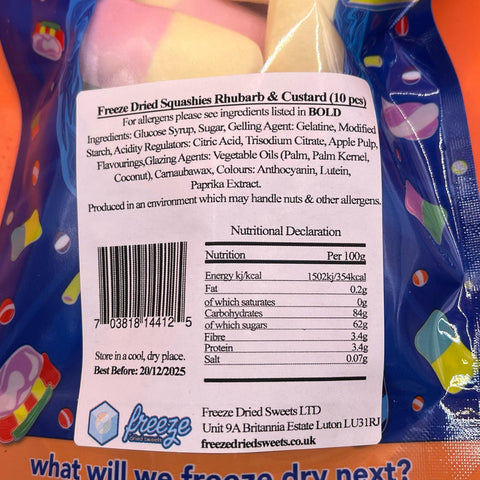 Freeze Dried Squashies Rhubarb & Custard (10 pcs)
For allergens please see ingredients listed in BOLD
Ingredients: Glucose Syrup, Sugar, Gelling Agent: Gelatine, Modified
Starch, Acidity Regulators: Citric Acid, Trisodium Citrate, Apple Pulp,
Flavourings,Glazing Agents: Vegetable Oils (Palm, Palm Kernel,
Coconut), Carnaubawax, Colours: Anthocyanin, Lutein,
Paprika Extract.
Produced in an environment which may handle nuts & other allergens.
Nutritional Declaration
Nutrition Per 100g
Energy kj/kcal 1502kj/354kcal
Fat 0.2g
of which saturates 0g
Carbohydrates 84g
of which sugars 62g
Fibre 3.4g
Protein 3.4g
Salt 0.07g
7 03818 14412 5
Store in a cool, dry place.
Best Before: 20/12/2025
freeze
dried sweets
Freeze Dried Sweets LTD
Unit 9A Britannia Estate Luton LU31RJ
freezedriedsweets.co.uk
what will we freeze dry next?